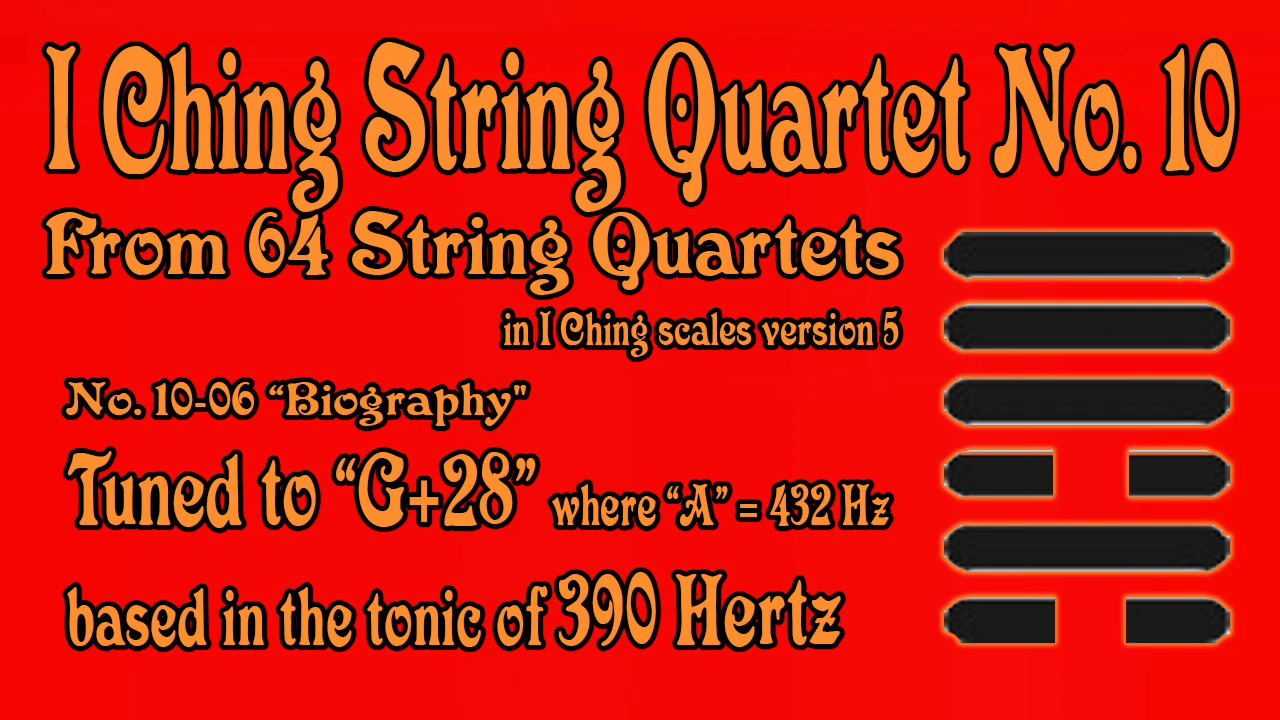 I Ching String Quartet No. 10
From 64 String Quartets
in I Ching scales version 5
No. 10-06 “Biography"
Tuned to “G+28” where “A” = 432 Hz
based in the tonic of 390 Hertz